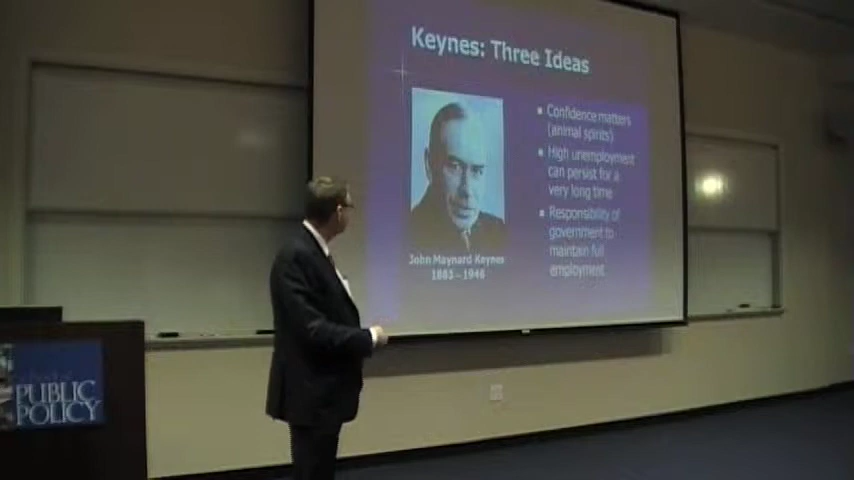 Keynes: Three Ideas
Confidence matters
(animal spirits)
High unemployment
can persist for a
very long time
Responsibility of
government to
maintain full
employment
John Maynard Keynes
1883 – 1946
PUBLIC
POLICY